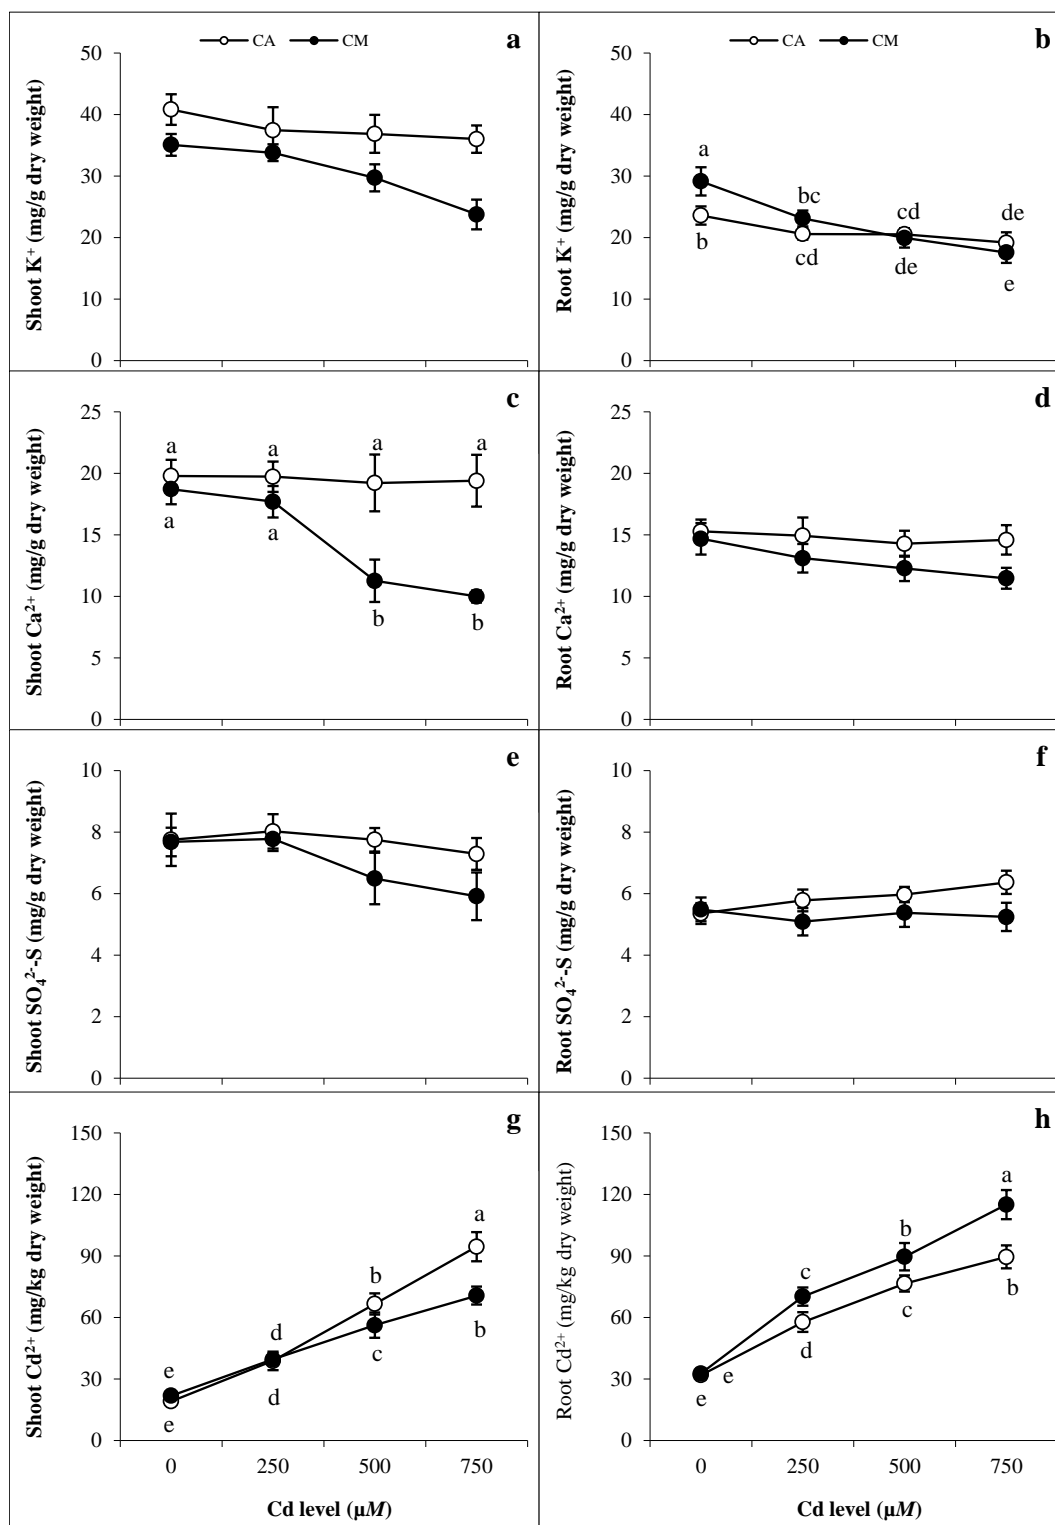 CA CM a
50
40
30
20
10
0
Shoot K⁺ (mg/g dry weight)
CA CM b
50
40
30
20
10
0
Root K⁺ (mg/g dry weight)
a bc cd de
b cd de e
c
25
20
15
10
5
0
Shoot Ca²⁺ (mg/g dry weight)
a a a a
a a b b
d
25
20
15
10
5
0
Root Ca²⁺ (mg/g dry weight)
e
10
8
6
4
2
0
Shoot SO₄²⁻-S (mg/g dry weight)
f
10
8
6
4
2
0
Root SO₄²⁻-S (mg/g dry weight)
g
150
120
90
60
30
0
Shoot Cd²⁺ (mg/kg dry weight)
e d b a
e d c b
0 250 500 750
Cd level (µM)
h
150
120
90
60
30
0
Root Cd²⁺ (mg/kg dry weight)
e c b a
e d c b
0 250 500 750
Cd level (µM)